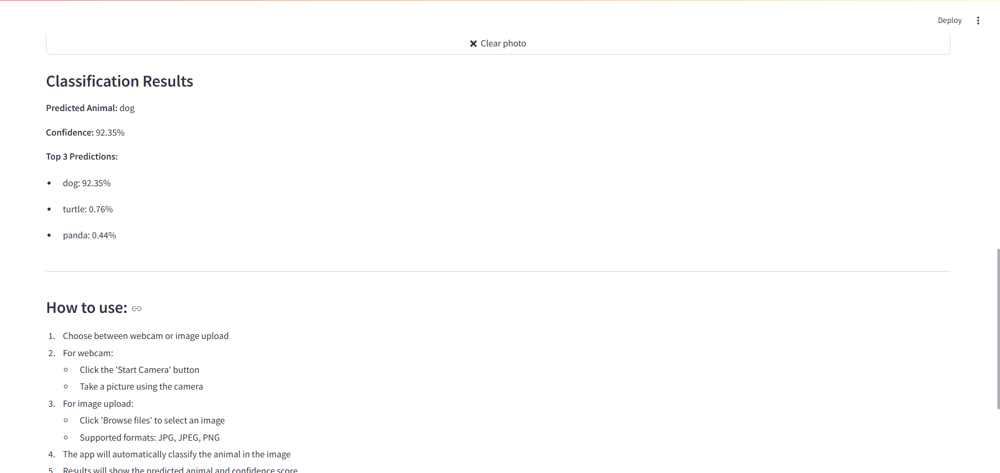 Deploy
Clear photo
Classification Results
Predicted Animal: dog
Confidence: 92.35%
Top 3 Predictions:
dog: 92.35%
turtle: 0.76%
panda: 0.44%
How to use:
1. Choose between webcam or image upload
2. For webcam:
Click the 'Start Camera' button
Take a picture using the camera
3. For image upload:
Click 'Browse files' to select an image
Supported formats: JPG, JPEG, PNG
4. The app will automatically classify the animal in the image
5. Results will show the predicted animal and confidence score